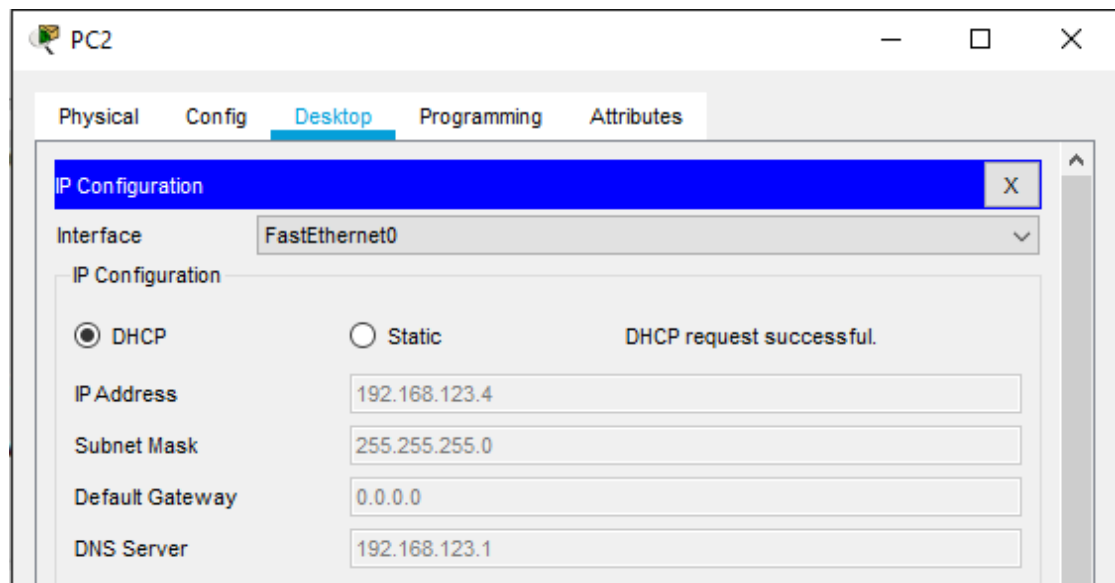 PC2
Physical Config Desktop Programming Attributes
IP Configuration X
Interface FastEthernet0
IP Configuration
DHCP Static DHCP request successful.
IP Address 192.168.123.4
Subnet Mask 255.255.255.0
Default Gateway 0.0.0.0
DNS Server 192.168.123.1